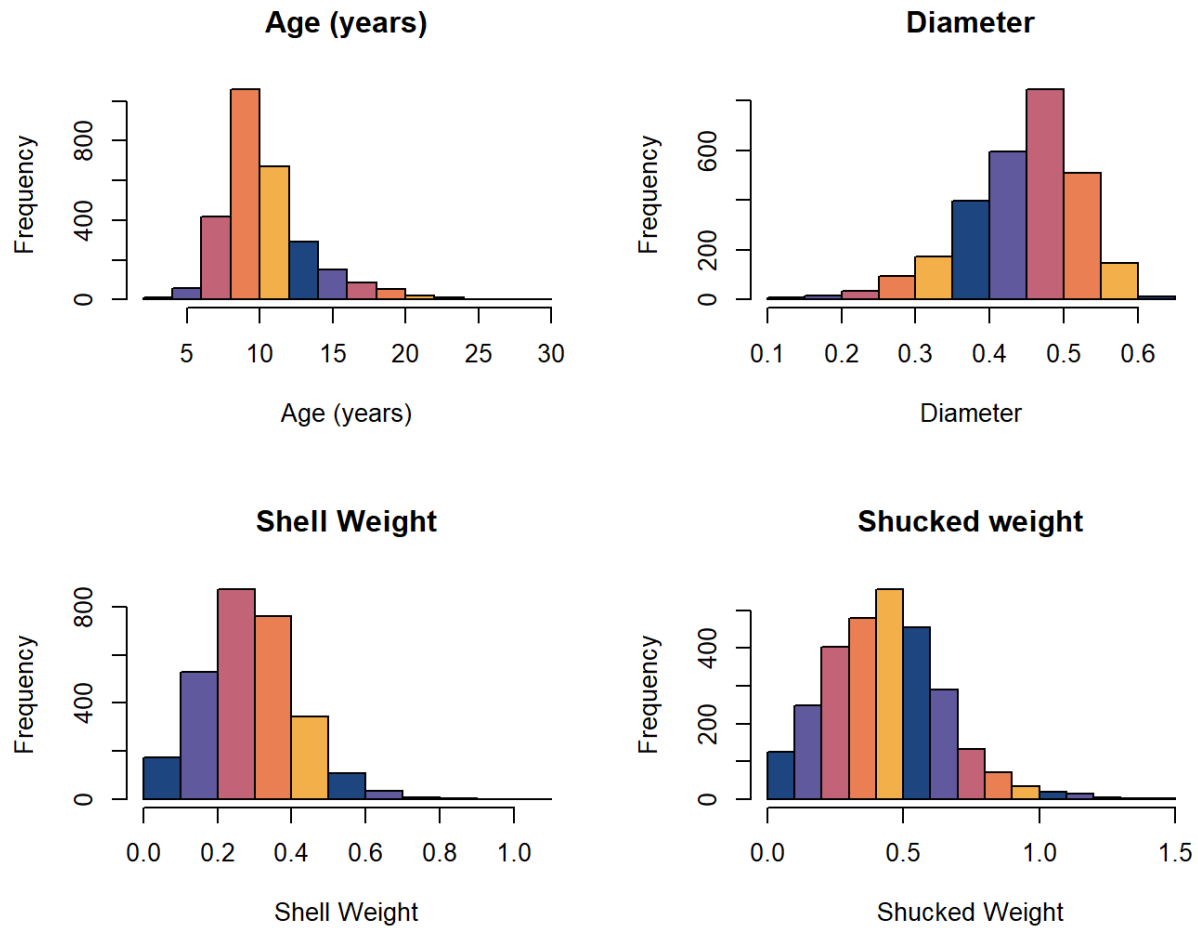 Age (years)
Frequency
0 400 800
5 10 15 20 25 30
Age (years)
Diameter
Frequency
0 200 600
0.1 0.2 0.3 0.4 0.5 0.6
Diameter
Shell Weight
Frequency
0 400 800
0.0 0.2 0.4 0.6 0.8 1.0
Shell Weight
Shucked weight
Frequency
0 200 400
0.0 0.5 1.0 1.5
Shucked Weight